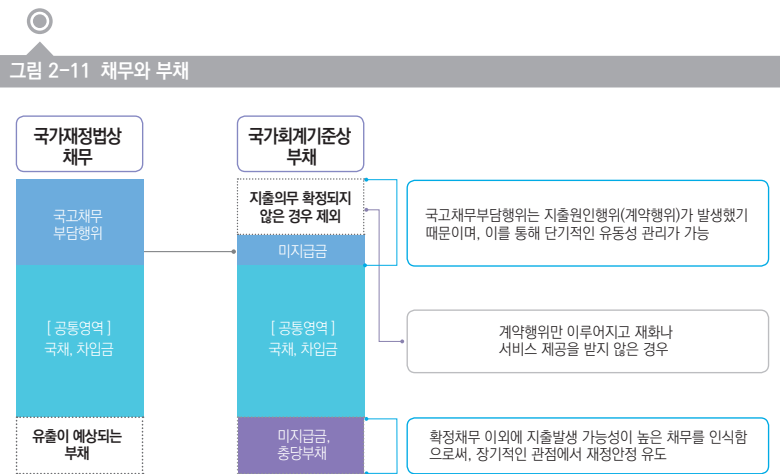 그림 2-11 채무와 부채
국가재정법상
채무
국가회계기준상
부채
국고채무
부담행위
[ 공통영역 ]
국채, 차입금
유출이 예상되는
부채
지출의무 확정되지
않은 경우 제외
미지급금
[ 공통영역 ]
국채, 차입금
미지급금,
충당부채
국고채무부담행위는 지출원인행위(계약행위)가 발생했기
때문이며, 이를 통해 단기적인 유동성 관리가 가능
계약행위만 이루어지고 재화나
서비스 제공을 받지 않은 경우
확정채무 이외에 지출발생 가능성이 높은 채무를 인식함
으로써, 장기적인 관점에서 재정안정 유도